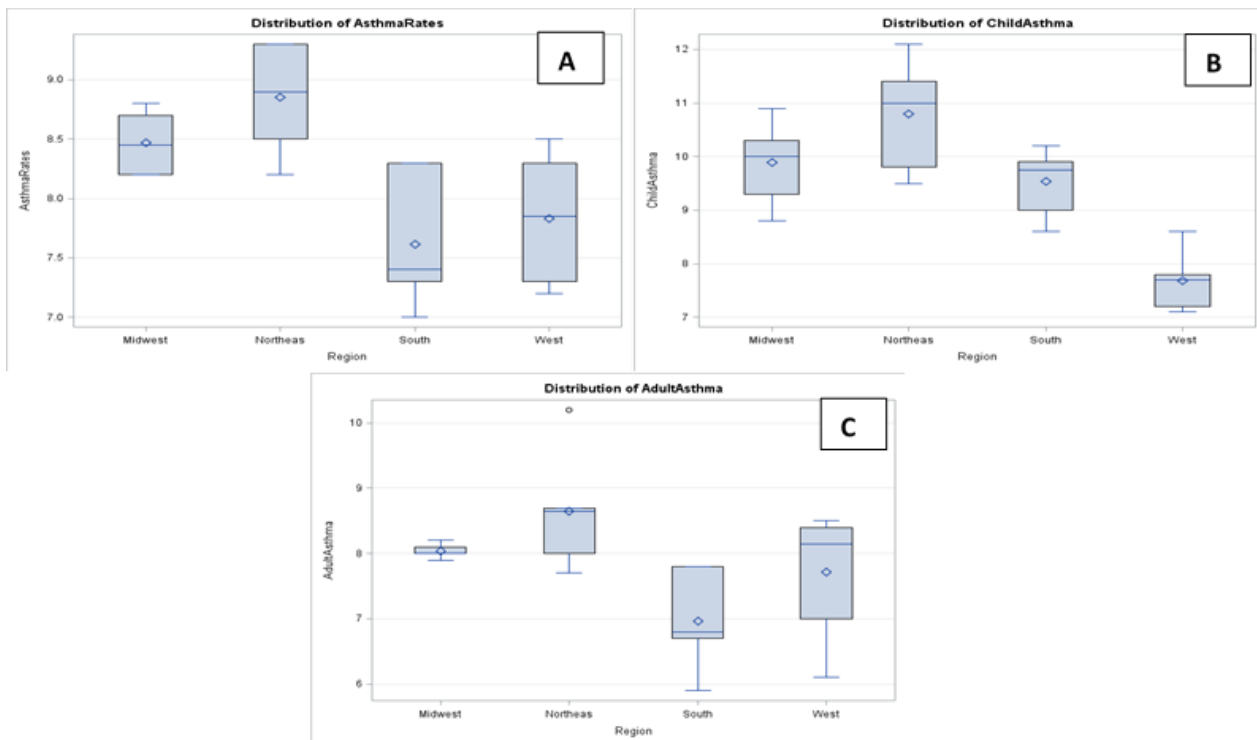 Distribution of AsthmaRates
A
AsthmaRates
9.0
8.5
8.0
7.5
7.0
Midwest Northeas South West
Region
Distribution of ChildAsthma
B
ChildAsthma
12
11
10
9
8
7
Midwest Northeas South West
Region
Distribution of AdultAsthma
C
AdultAsthma
10
9
8
7
6
Midwest Northeas South West
Region